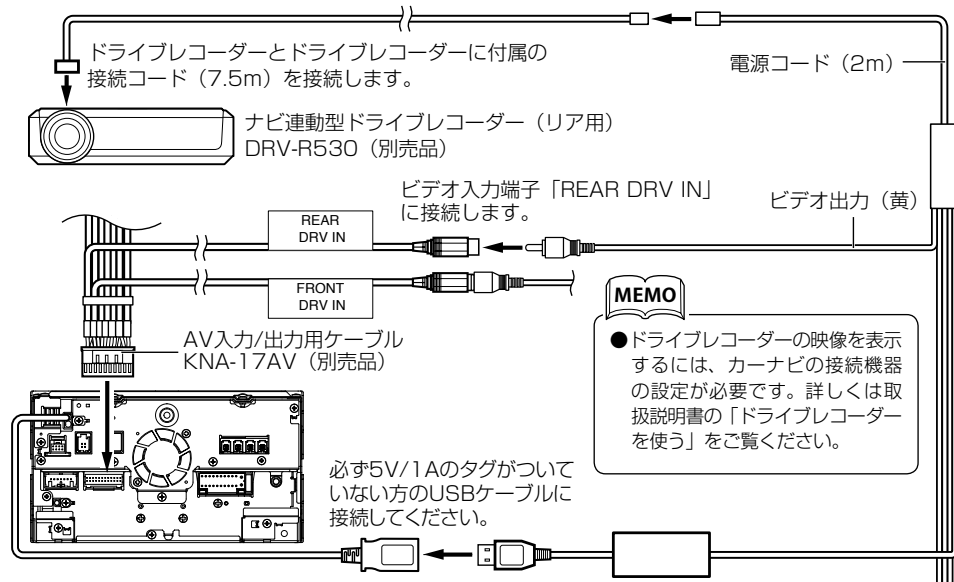 ドライブレコーダーとドライブレコーダーに付属の
接続コード（7.5m）を接続します。
電源コード（2m）
ナビ連動型ドライブレコーダー（リア用）
DRV-R530（別売品）
ビデオ入力端子「REAR DRV IN」
に接続します。
ビデオ出力（黄）
REAR
DRV IN
FRONT
DRV IN
AV入力/出力用ケーブル
KNA-17AV（別売品）
MEMO
●ドライブレコーダーの映像を表示
するには、カーナビの接続機器
の設定が必要です。詳しくは取
扱説明書の「ドライブレコーダー
を使う」をご覧ください。
必ず5V/1Aのタグがついて
いない方のUSBケーブルに
接続してください。